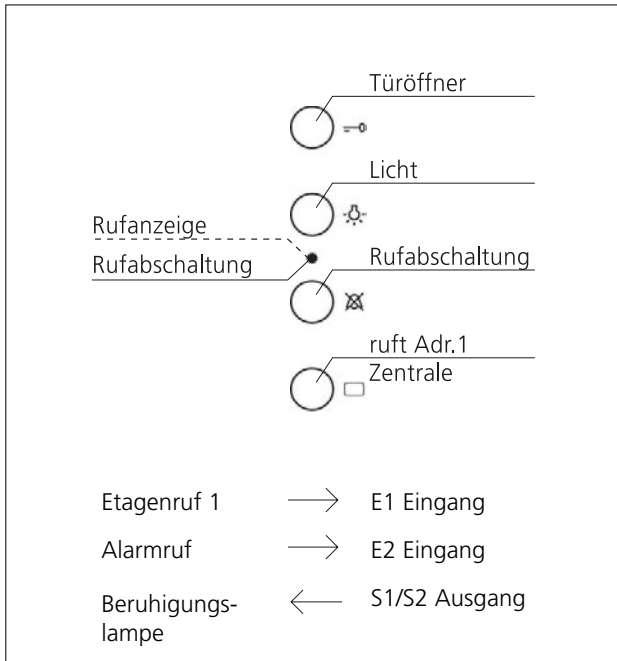 Türöffner
Licht
Rufanzeige
Rufabschaltung
Rufabschaltung
ruft Adr.1
Zentrale
Etagenruf 1
E1 Eingang
Alarmruf
E2 Eingang
Beruhigungs-
lampe
S1/S2 Ausgang